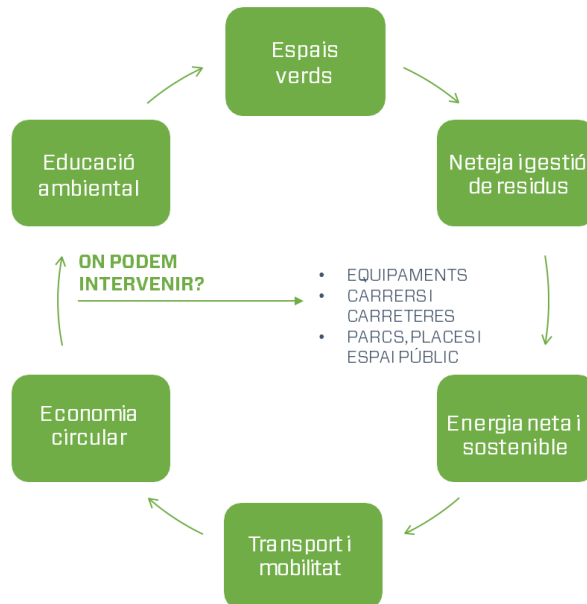 Espais
verds
Neteja i gestió
de residus
Energia neta i
sostenible
Transport i
mobilitat
Economia
circular
Educació
ambiental
ON PODEM
INTERVENIR?
• EQUIPAMENTS
• CARRERS I
CARRETERES
• PARCS, PLACES I
ESPAI PÚBLIC